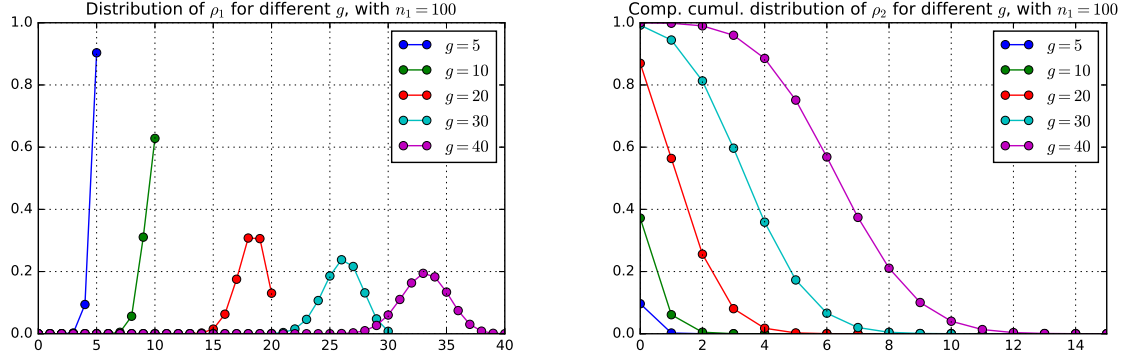 Distribution of ρ₁ for different g, with n₁ = 100
1.0
0.8
0.6
0.4
0.2
0.0
0 5 10 15 20 25 30 35 40
g = 5
g = 10
g = 20
g = 30
g = 40
Comp. cumul. distribution of ρ₂ for different g, with n₁ = 100
1.0
0.8
0.6
0.4
0.2
0.0
0 2 4 6 8 10 12 14
g = 5
g = 10
g = 20
g = 30
g = 40